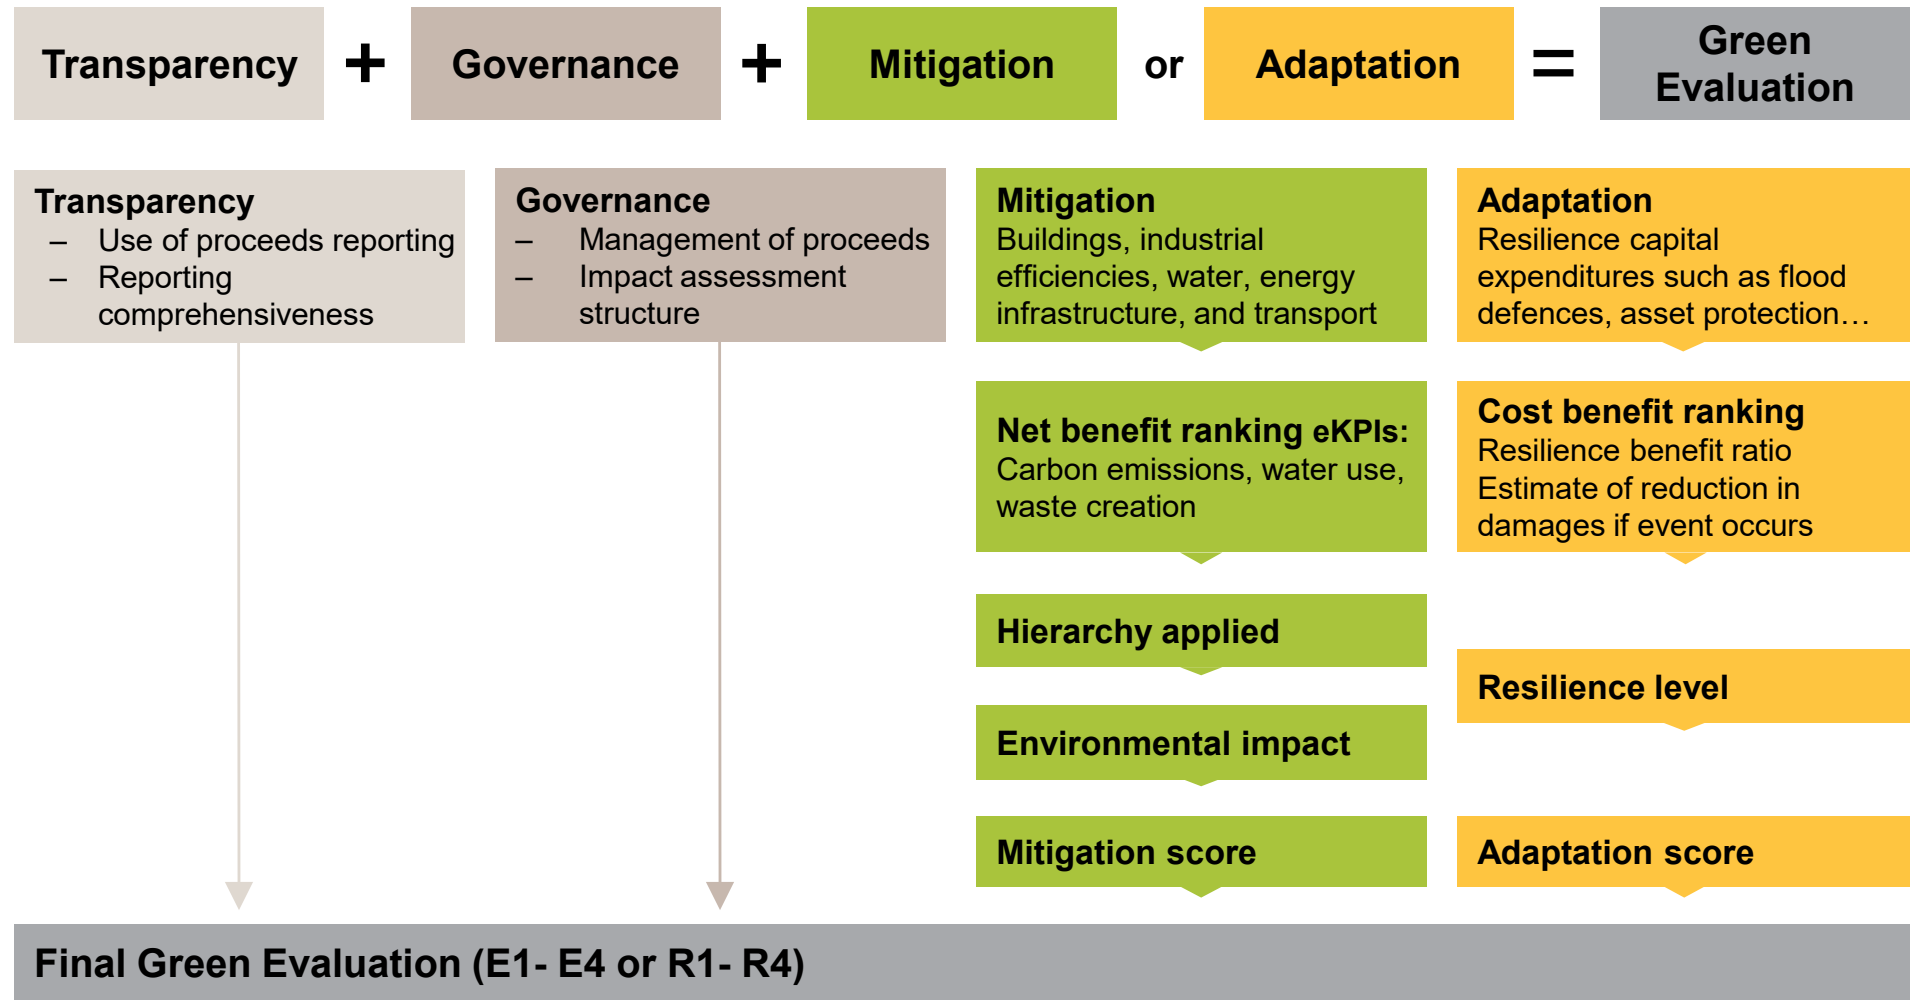 Transparency + Governance + Mitigation or Adaptation = Green
Evaluation
Transparency
– Use of proceeds reporting
– Reporting
comprehensiveness
Governance
– Management of proceeds
– Impact assessment
structure
Mitigation
Buildings, industrial
efficiencies, water, energy
infrastructure, and transport
Adaptation
Resilience capital
expenditures such as flood
defences, asset protection…
Net benefit ranking eKPIs:
Carbon emissions, water use,
waste creation
Cost benefit ranking
Resilience benefit ratio
Estimate of reduction in
damages if event occurs
Hierarchy applied
Resilience level
Environmental impact
Mitigation score
Adaptation score
Final Green Evaluation (E1- E4 or R1- R4)